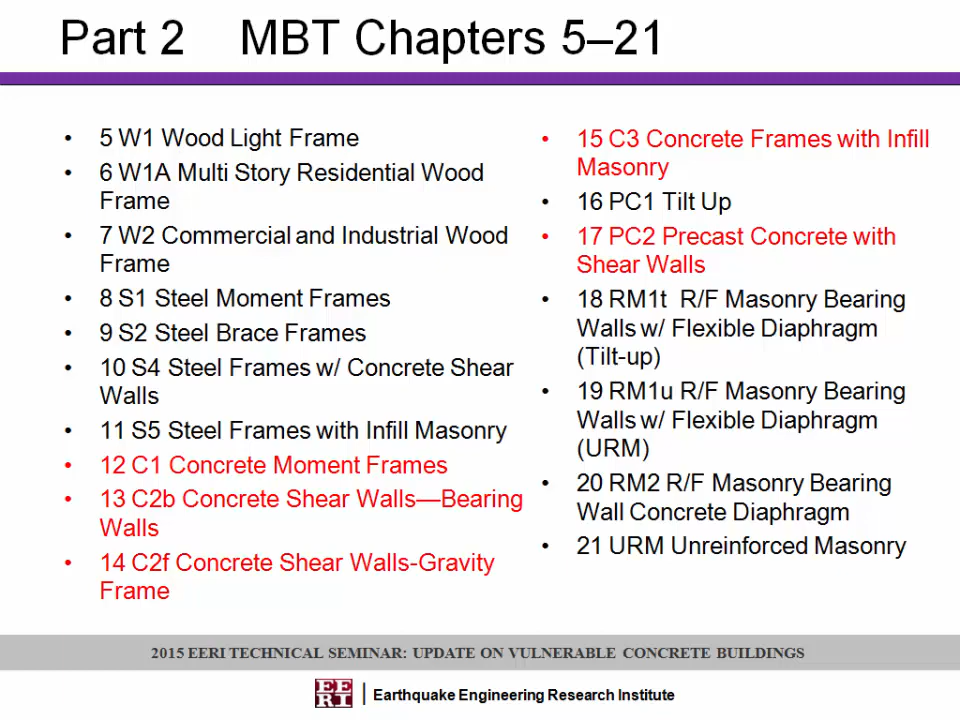 Part 2 MBT Chapters 5–21
• 5 W1 Wood Light Frame
• 6 W1A Multi Story Residential Wood
Frame
• 7 W2 Commercial and Industrial Wood
Frame
• 8 S1 Steel Moment Frames
• 9 S2 Steel Brace Frames
• 10 S4 Steel Frames w/ Concrete Shear
Walls
• 11 S5 Steel Frames with Infill Masonry
• 12 C1 Concrete Moment Frames
• 13 C2b Concrete Shear Walls—Bearing
Walls
• 14 C2f Concrete Shear Walls-Gravity
Frame
• 15 C3 Concrete Frames with Infill
Masonry
• 16 PC1 Tilt Up
• 17 PC2 Precast Concrete with
Shear Walls
• 18 RM1t R/F Masonry Bearing
Walls w/ Flexible Diaphragm
(Tilt-up)
• 19 RM1u R/F Masonry Bearing
Walls w/ Flexible Diaphragm
(URM)
• 20 RM2 R/F Masonry Bearing
Wall Concrete Diaphragm
• 21 URM Unreinforced Masonry
2015 EERI TECHNICAL SEMINAR: UPDATE ON VULNERABLE CONCRETE BUILDINGS
EERI | Earthquake Engineering Research Institute